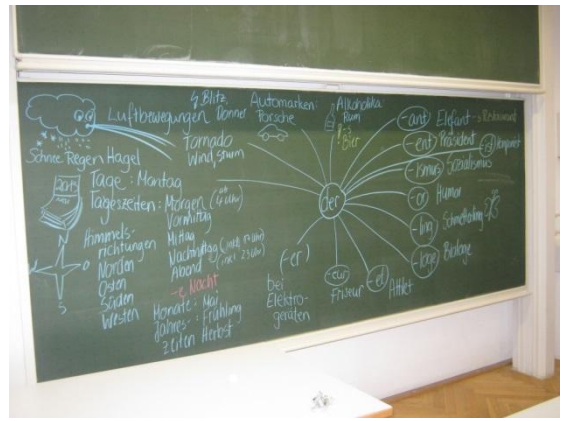 Luftbewegungen
Blitz,
Donner
Automarken:
Porsche
Alkoholika:
Rum
Bier
Tornado
Wind, Sturm
Schnee Regen Hagel
Tage: Montag
Tageszeiten: Morgen
Vormittag
Mittag
Nachmittag
Abend
-e Nacht
Himmels-
richtungen
Norden
Osten
Süden
Westen
N
O
S
Monate: Mai
Jahres-: Frühling
zeiten Herbst
der
-ant Elefant
-ent Präsident
-ismus Sozialismus
-or Humor
-ling Schmetterling
-loge Biologe
-et Athlet
-eur
Friseur
(-er)
bei
Elektro-
geräten